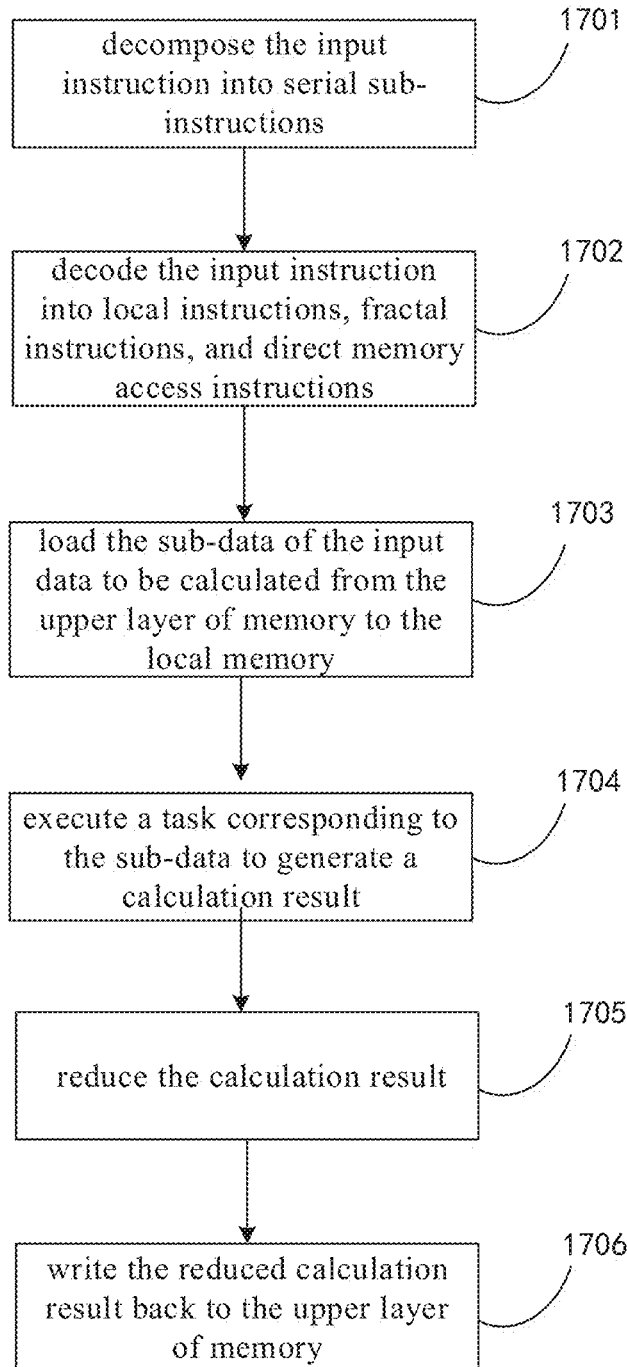 1701
decompose the input
instruction into serial sub-
instructions
1702
decode the input instruction
into local instructions, fractal
instructions, and direct memory
access instructions
1703
load the sub-data of the input
data to be calculated from the
upper layer of memory to the
local memory
1704
execute a task corresponding to
the sub-data to generate a
calculation result
1705
reduce the calculation result
1706
write the reduced calculation
result back to the upper layer
of memory